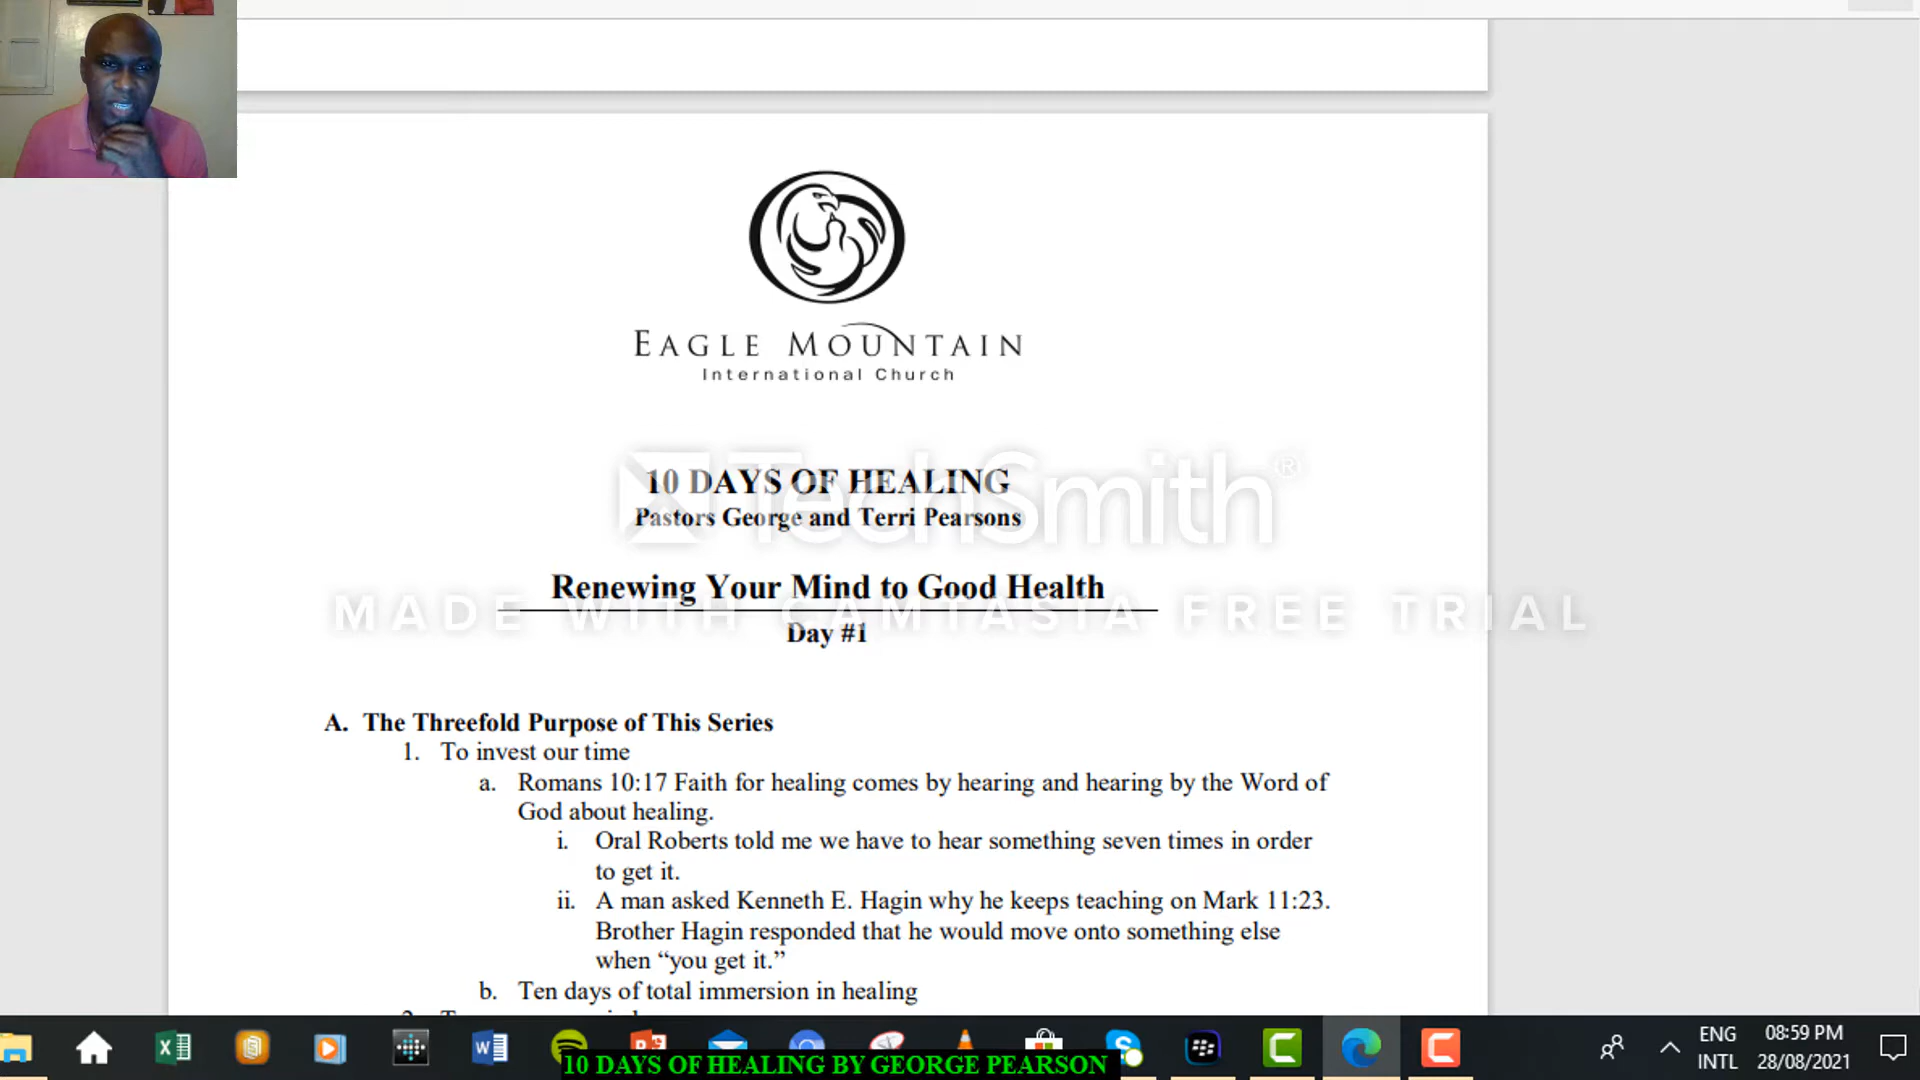 EAGLE MOUNTAIN
International Church
10 DAYS OF HEALING
Pastors George and Terri Pearsons
TechSmith®
Renewing Your Mind to Good Health
MADE WITH CAMTASIA FREE TRIAL
Day #1
A. The Threefold Purpose of This Series
1. To invest our time
a. Romans 10:17 Faith for healing comes by hearing and hearing by the Word of
God about healing.
i. Oral Roberts told me we have to hear something seven times in order
to get it.
ii. A man asked Kenneth E. Hagin why he keeps teaching on Mark 11:23.
Brother Hagin responded that he would move onto something else
when “you get it.”
b. Ten days of total immersion in healing
ENG
INTL
08:59 PM
28/08/2021
10 DAYS OF HEALING BY GEORGE PEARSON